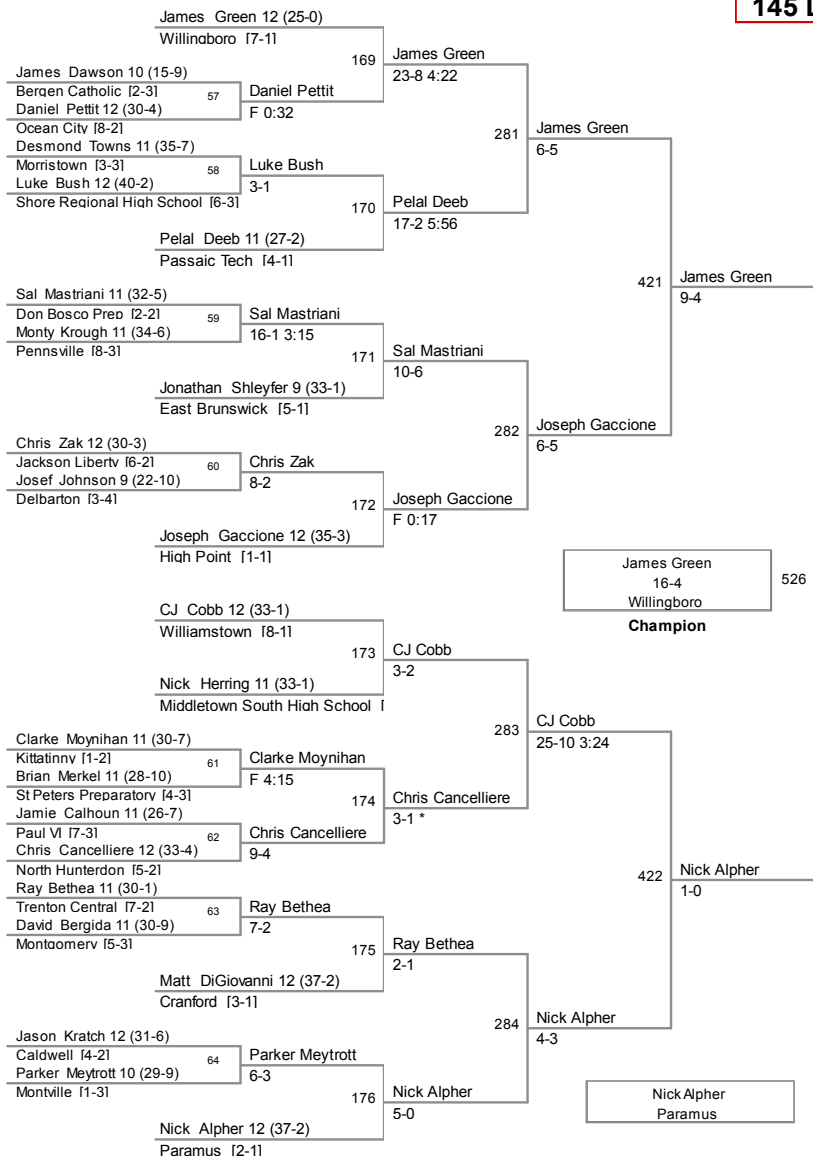 145 L
James Green 12 (25-0)
Willingboro [7-1]
169
James Green
23-8 4:22
James Dawson 10 (15-9)
Bergen Catholic [2-3]
57
Daniel Pettit
Daniel Pettit 12 (30-4)
F 0:32
Ocean City [8-2]
281
James Green
6-5
Desmond Towns 11 (35-7)
Morristown [3-3]
58
Luke Bush
Luke Bush 12 (40-2)
3-1
Shore Regional High School [6-3]
170
Pelal Deeb
17-2 5:56
Pelal Deeb 11 (27-2)
Passaic Tech [4-1]
421
James Green
9-4
Sal Mastriani 11 (32-5)
Don Bosco Prep [2-2]
59
Sal Mastriani
Monty Krough 11 (34-6)
16-1 3:15
Pennsville [8-3]
171
Sal Mastriani
10-6
Jonathan Shleyfer 9 (33-1)
East Brunswick [5-1]
282
Joseph Gaccione
6-5
Chris Zak 12 (30-3)
Jackson Liberty [6-2]
60
Chris Zak
Josef Johnson 9 (22-10)
8-2
Delbarton [3-4]
172
Joseph Gaccione
F 0:17
Joseph Gaccione 12 (35-3)
High Point [1-1]
James Green
16-4
Willingboro
526
Champion
CJ Cobb 12 (33-1)
Williamstown [8-1]
173
CJ Cobb
3-2
Nick Herring 11 (33-1)
Middletown South High School [
283
CJ Cobb
25-10 3:24
Clarke Moynihan 11 (30-7)
Kittatinny [1-2]
61
Clarke Moynihan
Brian Merkel 11 (28-10)
F 4:15
St Peters Preparatory [4-3]
174
Chris Cancelliere
3-1 *
Jamie Calhoun 11 (26-7)
Paul VI [7-3]
62
Chris Cancelliere
Chris Cancelliere 12 (33-4)
9-4
North Hunterdon [5-2]
422
Nick Alpher
1-0
Ray Bethea 11 (30-1)
Trenton Central [7-2]
63
Ray Bethea
David Bergida 11 (30-9)
7-2
Montgomery [5-3]
175
Ray Bethea
2-1
Matt DiGiovanni 12 (37-2)
Cranford [3-1]
284
Nick Alpher
4-3
Jason Kratch 12 (31-6)
Caldwell [4-2]
64
Parker Meytrott
Parker Meytrott 10 (29-9)
6-3
Montville [1-3]
176
Nick Alpher
5-0
Nick Alpher 12 (37-2)
Paramus [2-1]
Nick Alpher
Paramus